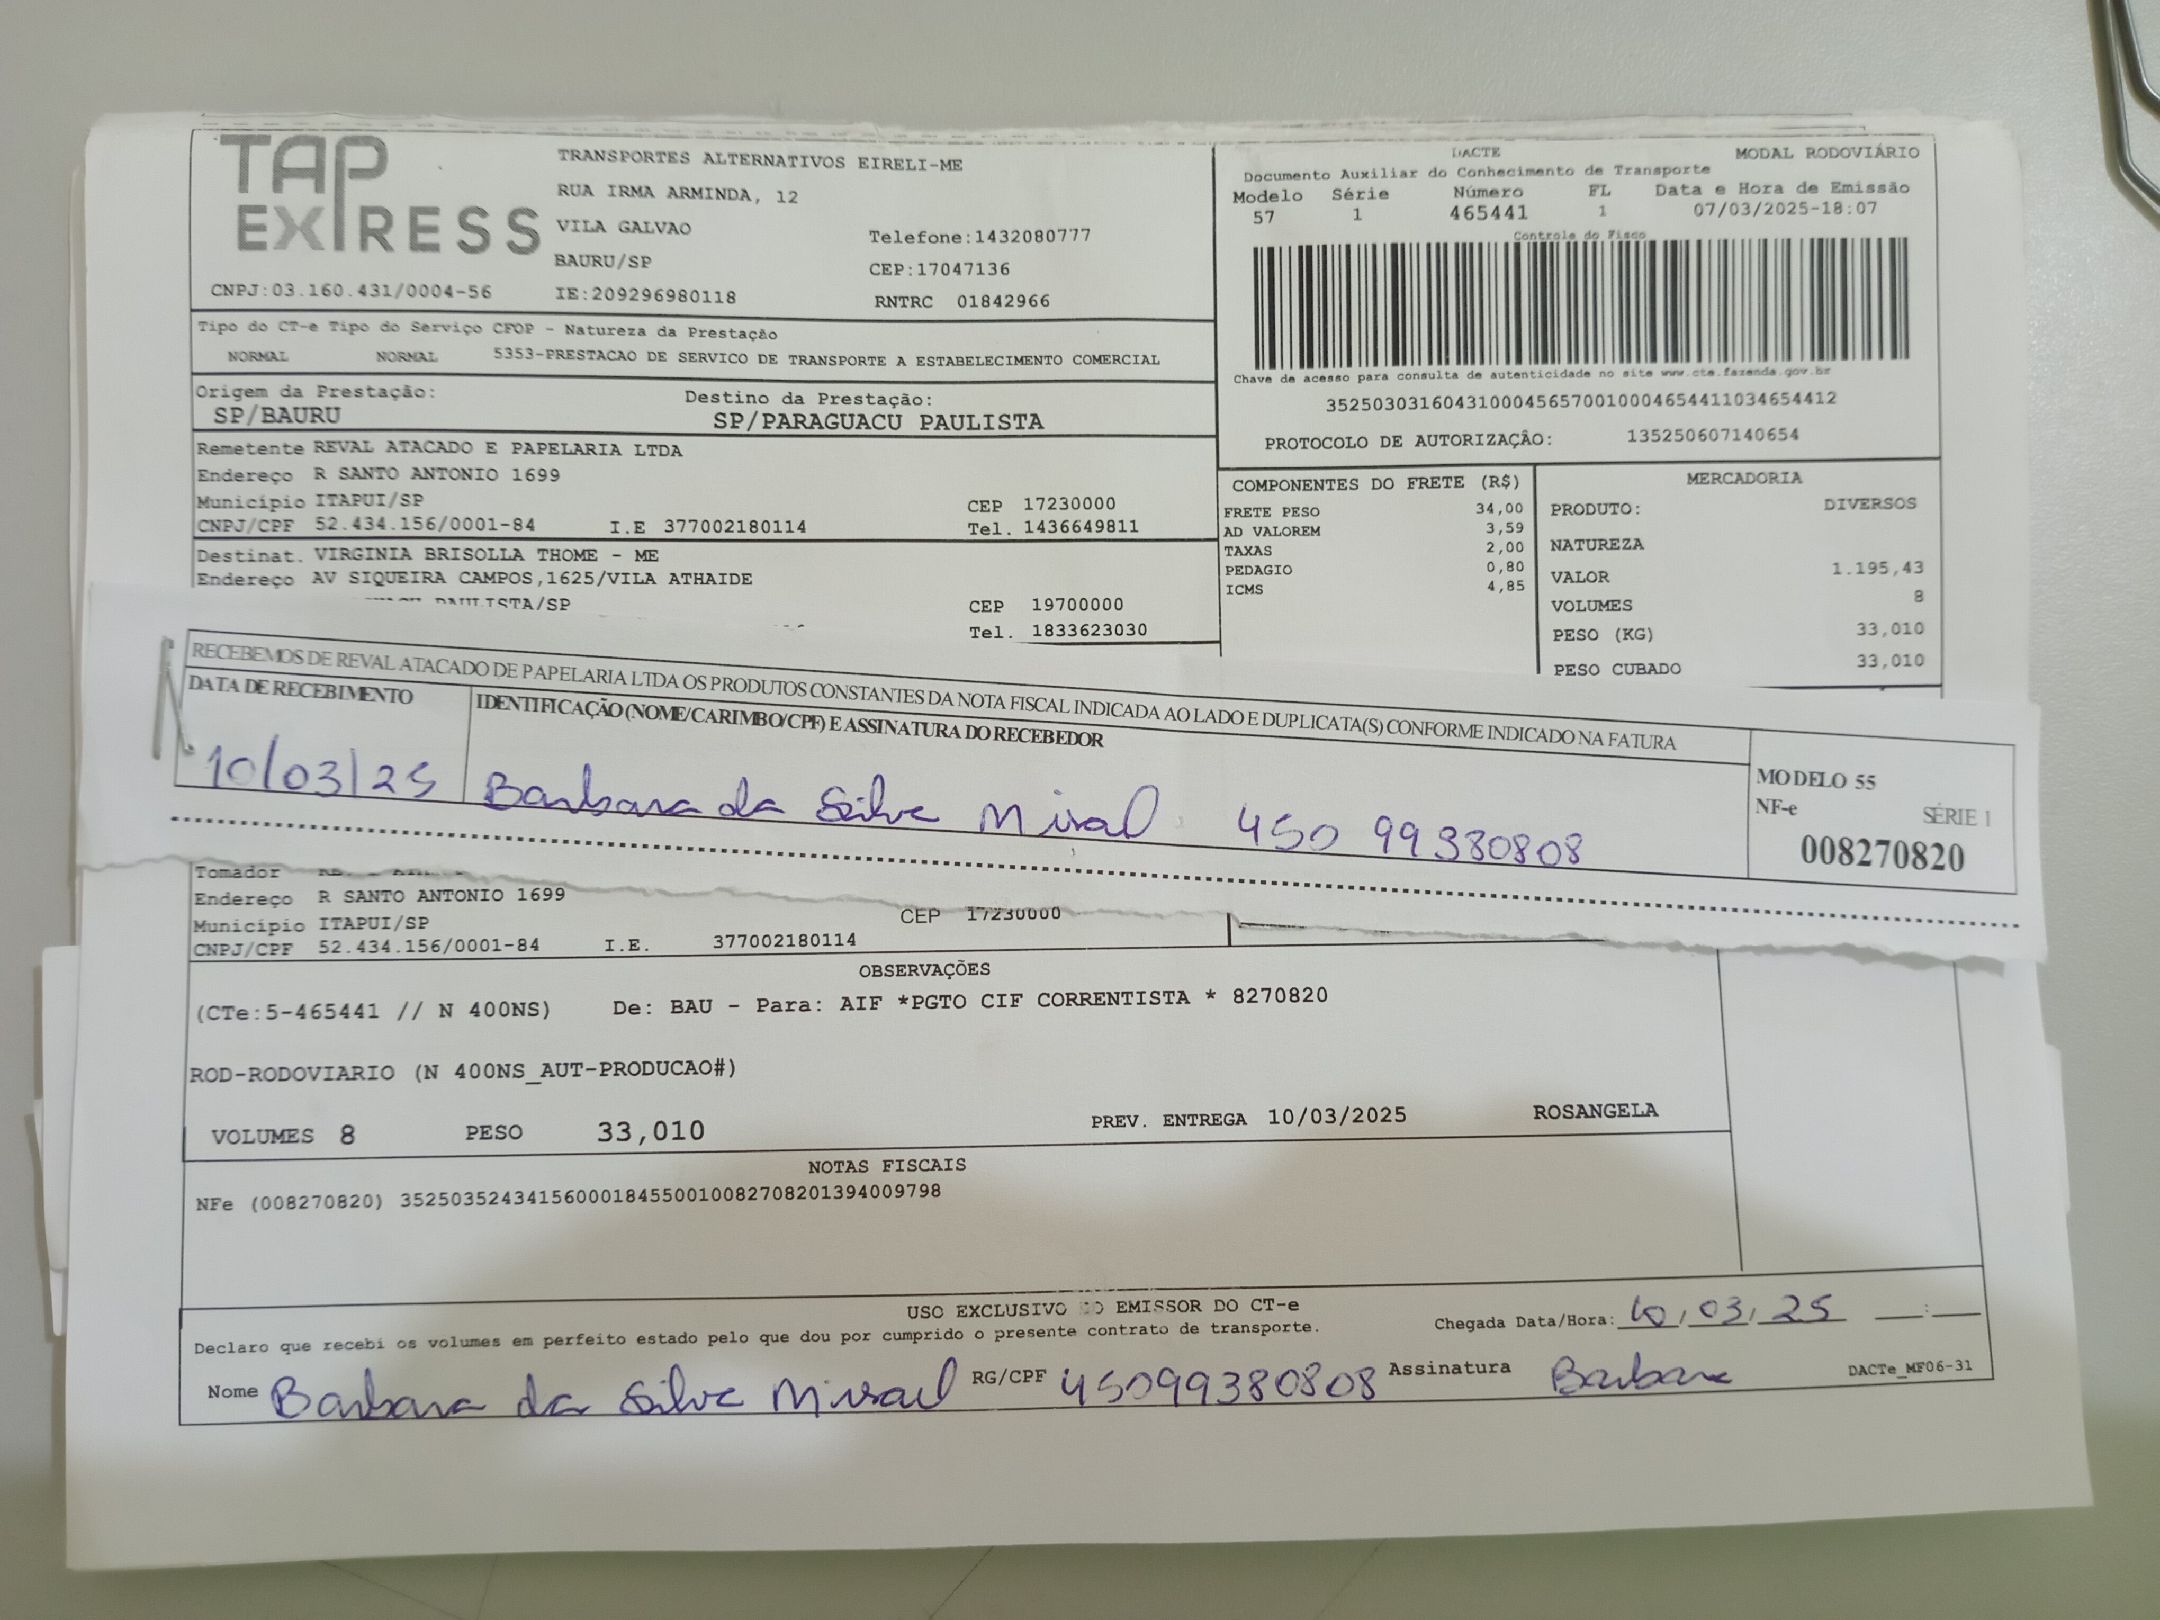 TAP EXPRESS
TRANSPORTES ALTERNATIVOS EIRELI-ME
RUA IRMA ARMINDA, 12
VILA GALVAO
Telefone:1432080777
BAURU/SP
CEP:17047136
CNPJ:03.160.431/0004-56
IE:209296980118
RNTRC 01842966
DACTE
MODAL RODOVIÁRIO
Documento Auxiliar do Conhecimento de Transporte
Modelo Série Número FL Data e Hora de Emissão
57 1 465441 1 07/03/2025-18:07
Controle do Fisco
Chave de acesso para consulta de autenticidade no site www.cte.fazenda.gov.br
35250303160431000456570010004654411034654412
PROTOCOLO DE AUTORIZAÇÂO: 135250607140654
Tipo do CT-e Tipo do Serviço CFOP - Natureza da Prestação
NORMAL NORMAL 5353-PRESTACAO DE SERVICO DE TRANSPORTE A ESTABELECIMENTO COMERCIAL
Origem da Prestação: Destino da Prestação:
SP/BAURU SP/PARAGUACU PAULISTA
Remetente REVAL ATACADO E PAPELARIA LTDA
Endereço R SANTO ANTONIO 1699
Município ITAPUI/SP CEP 17230000
CNPJ/CPF 52.434.156/0001-84 I.E 377002180114 Tel. 1436649811
Destinat. VIRGINIA BRISOLLA THOME - ME
Endereço AV SIQUEIRA CAMPOS,1625/VILA ATHAIDE
PAULISTA/SP CEP 19700000
Tel. 1833623030
COMPONENTES DO FRETE (R$)
FRETE PESO 34,00
AD VALOREM 3,59
TAXAS 2,00
PEDAGIO 0,80
ICMS 4,85
MERCADORIA
PRODUTO: DIVERSOS
NATUREZA
VALOR 1.195,43
VOLUMES 8
PESO (KG) 33,010
PESO CUBADO 33,010
RECEBEMOS DE REVAL ATACADO DE PAPELARIA LTDA OS PRODUTOS CONSTANTES DA NOTA FISCAL INDICADA AO LADO E DUPLICATA(S) CONFORME INDICADO NA FATURA
DATA DE RECEBIMENTO
IDENTIFICAÇÃO (NOME/CARIMBO/CPF) E ASSINATURA DO RECEBEDOR
10/03/25 Barbara da Silva 450 99380808
MODELO 55
NF-e SÉRIE 1
008270820
Tomador
Endereço R SANTO ANTONIO 1699
Município ITAPUI/SP CEP 17230000
CNPJ/CPF 52.434.156/0001-84 I.E. 377002180114
OBSERVAÇÕES
(CTe:5-465441 // N 400NS) De: BAU - Para: AIF *PGTO CIF CORRENTISTA * 8270820
ROD-RODOVIARIO (N 400NS_AUT-PRODUCAO#)
VOLUMES 8 PESO 33,010 PREV. ENTREGA 10/03/2025 ROSANGELA
NOTAS FISCAIS
NFe (008270820) 35250352434156000184550010082708201394009798
USO EXCLUSIVO DO EMISSOR DO CT-e
Declaro que recebi os volumes em perfeito estado pelo que dou por cumprido o presente contrato de transporte.
Chegada Data/Hora: 10/03/25 __:__
Nome Barbara da Silva RG/CPF 45099380808 Assinatura Barbara
DACTe_MF06-31